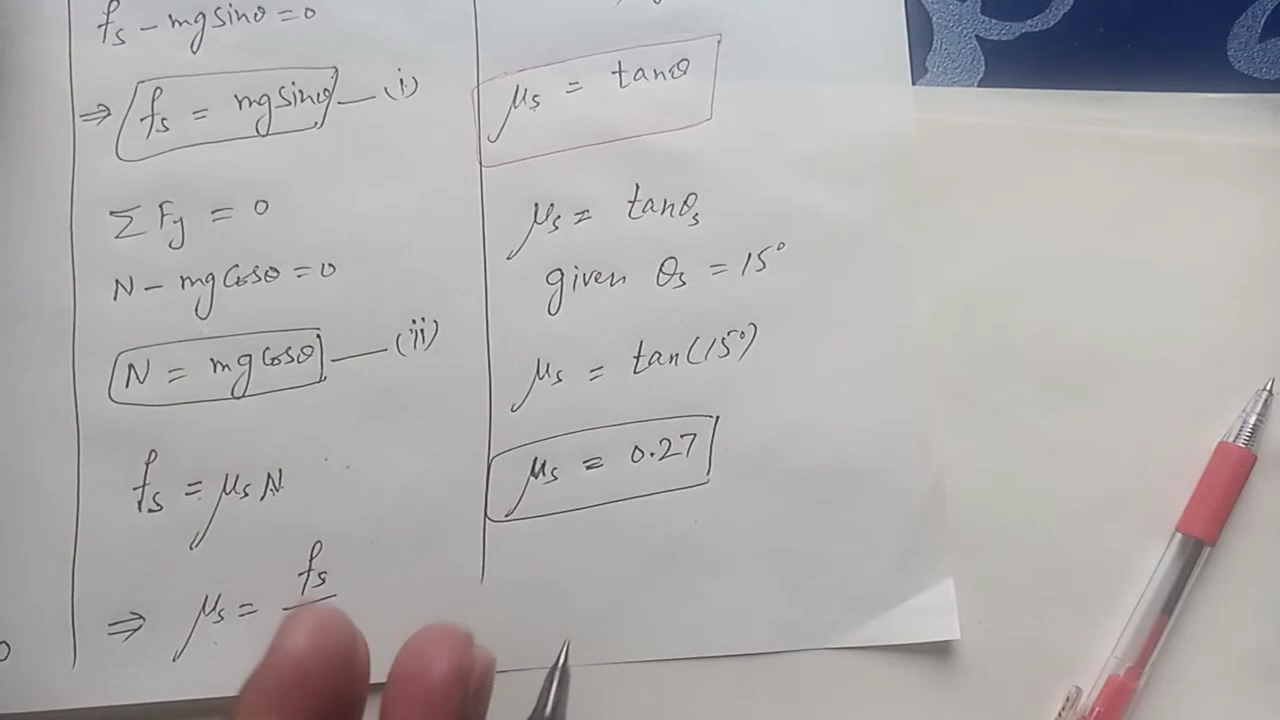 fs - mg sinθ = 0
⇒ fs = mg sinθ — (i)
Σ Fy = 0
N - mg Cosθ = 0
N = mg Cosθ — (ii)
fs = μs N
⇒ μs = fs
μs = tanθ
μs = tanθs
given θs = 15°
μs = tan(15°)
μs = 0.27